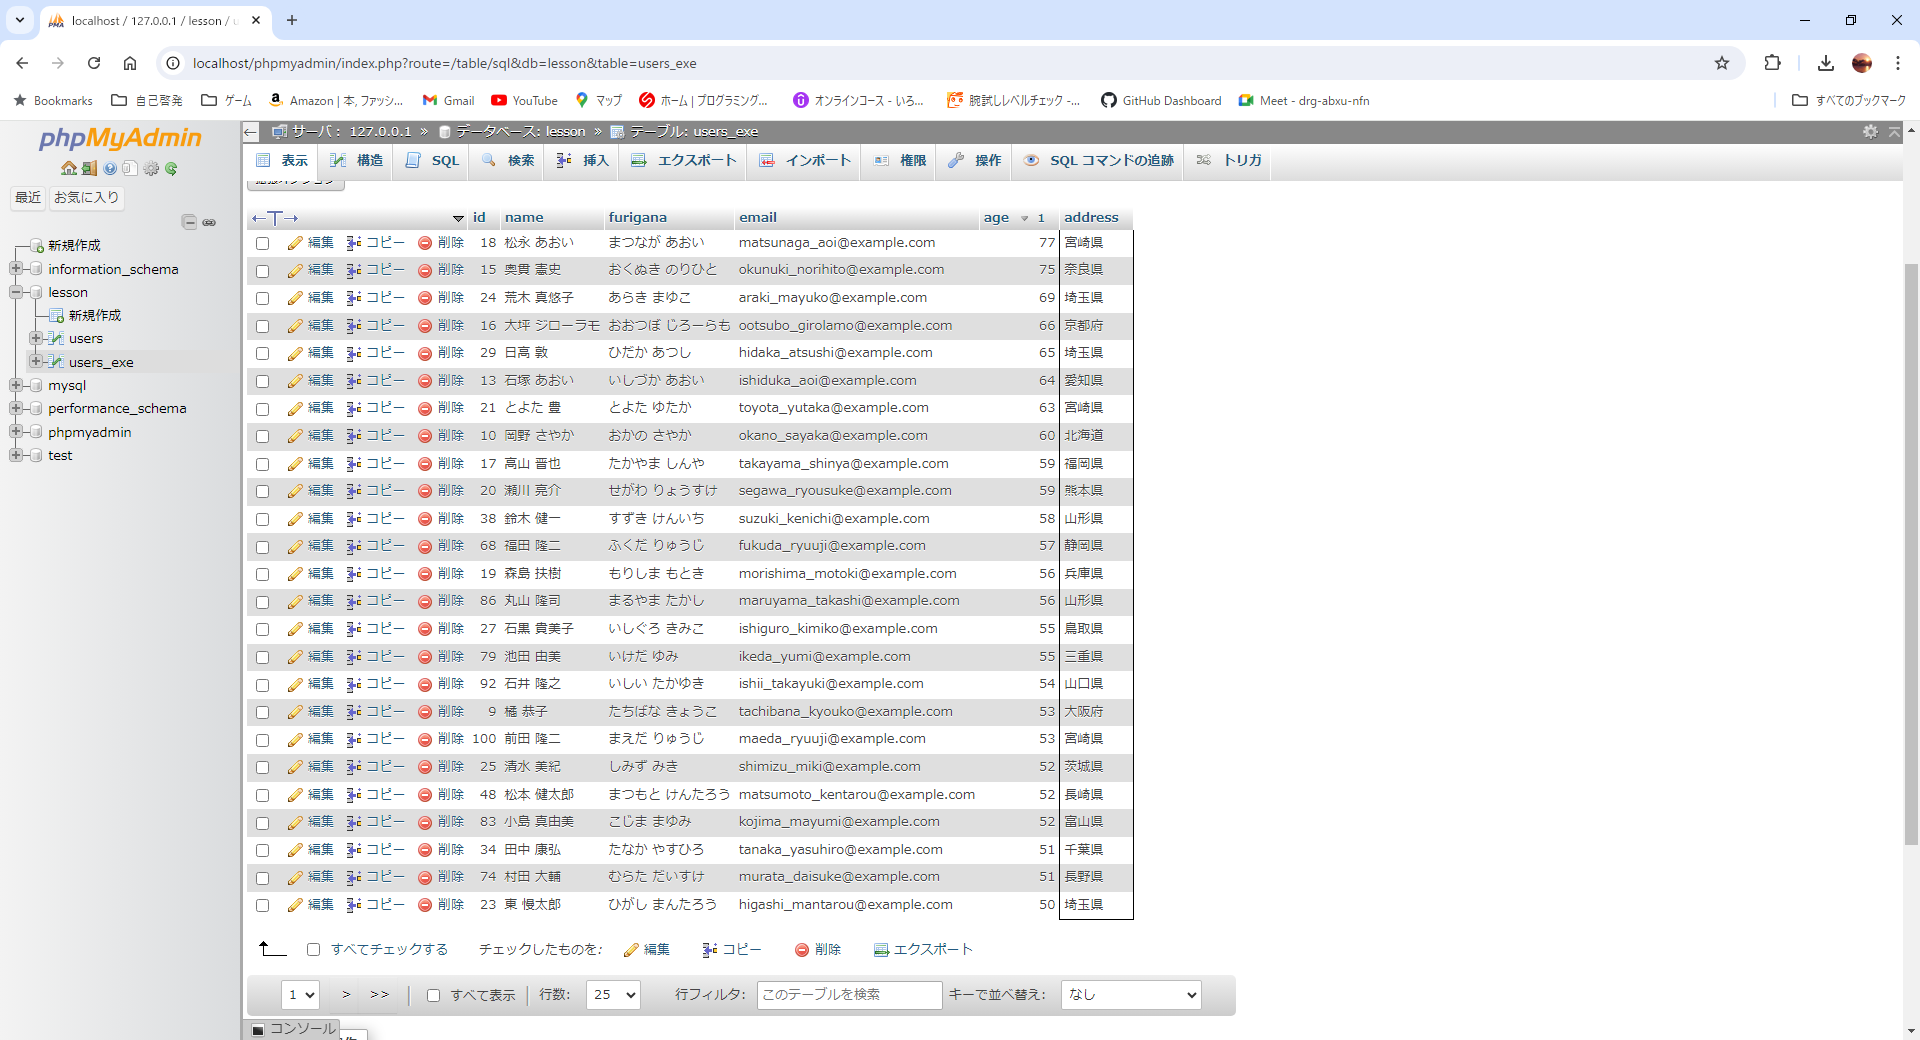 localhost / 127.0.0.1 / lesson / u
localhost/phpmyadmin/index.php?route=/table/sql&db=lesson&table=users_exe
Bookmarks 自己啓発 ゲーム Amazon | 本, ファッシ... Gmail YouTube マップ ホーム | プログラミング... オンラインコース - いろ... 腕試しレベルチェック -... GitHub Dashboard Meet - drg-abxu-nfn すべてのブックマーク
phpMyAdmin
最近 お気に入り
新規作成
information_schema
lesson
新規作成
users
users_exe
mysql
performance_schema
phpmyadmin
test
サーバ: 127.0.0.1 » データベース: lesson » テーブル: users_exe
表示 構造 SQL 検索 挿入 エクスポート インポート 権限 操作 SQL コマンドの追跡 トリガ
id name furigana email age 1 address
編集 コピー 削除 18 松永 あおい まつなが あおい matsunaga_aoi@example.com 77 宮崎県
編集 コピー 削除 15 奥貫 憲史 おくぬき のりひと okunuki_norihito@example.com 75 奈良県
編集 コピー 削除 24 荒木 真悠子 あらき まゆこ araki_mayuko@example.com 69 埼玉県
編集 コピー 削除 16 大坪 ジローラモ おおつぼ じろーらも ootsubo_girolamo@example.com 66 京都府
編集 コピー 削除 29 日高 敦 ひだか あつし hidaka_atsushi@example.com 65 埼玉県
編集 コピー 削除 13 石塚 あおい いしづか あおい ishiduka_aoi@example.com 64 愛知県
編集 コピー 削除 21 とよた 豊 とよた ゆたか toyota_yutaka@example.com 63 宮崎県
編集 コピー 削除 10 岡野 さやか おかの さやか okano_sayaka@example.com 60 北海道
編集 コピー 削除 17 高山 晋也 たかやま しんや takayama_shinya@example.com 59 福岡県
編集 コピー 削除 20 瀬川 亮介 せがわ りょうすけ segawa_ryousuke@example.com 59 熊本県
編集 コピー 削除 38 鈴木 健一 すずき けんいち suzuki_kenichi@example.com 58 山形県
編集 コピー 削除 68 福田 隆二 ふくだ りゅうじ fukuda_ryuuji@example.com 57 静岡県
編集 コピー 削除 19 森島 扶樹 もりしま もとき morishima_motoki@example.com 56 兵庫県
編集 コピー 削除 86 丸山 隆司 まるやま たかし maruyama_takashi@example.com 56 山形県
編集 コピー 削除 27 石黒 貴美子 いしぐろ きみこ ishiguro_kimiko@example.com 55 鳥取県
編集 コピー 削除 79 池田 由美 いけだ ゆみ ikeda_yumi@example.com 55 三重県
編集 コピー 削除 92 石井 隆之 いしい たかゆき ishii_takayuki@example.com 54 山口県
編集 コピー 削除 9 橘 恭子 たちばな きょうこ tachibana_kyouko@example.com 53 大阪府
編集 コピー 削除 100 前田 隆二 まえだ りゅうじ maeda_ryuuji@example.com 53 宮崎県
編集 コピー 削除 25 清水 美紀 しみず みき shimizu_miki@example.com 52 茨城県
編集 コピー 削除 48 松本 健太郎 まつもと けんたろう matsumoto_kentarou@example.com 52 長崎県
編集 コピー 削除 83 小島 真由美 こじま まゆみ kojima_mayumi@example.com 52 富山県
編集 コピー 削除 34 田中 康弘 たなか やすひろ tanaka_yasuhiro@example.com 51 千葉県
編集 コピー 削除 74 村田 大輔 むらた だいすけ murata_daisuke@example.com 51 長野県
編集 コピー 削除 23 東 慢太郎 ひがし まんたろう higashi_mantarou@example.com 50 埼玉県
すべてチェックする チェックしたものを: 編集 コピー 削除 エクスポート
1 > >> すべて表示 行数: 25 行フィルタ: このテーブルを検索 キーで並べ替え: なし
コンソール